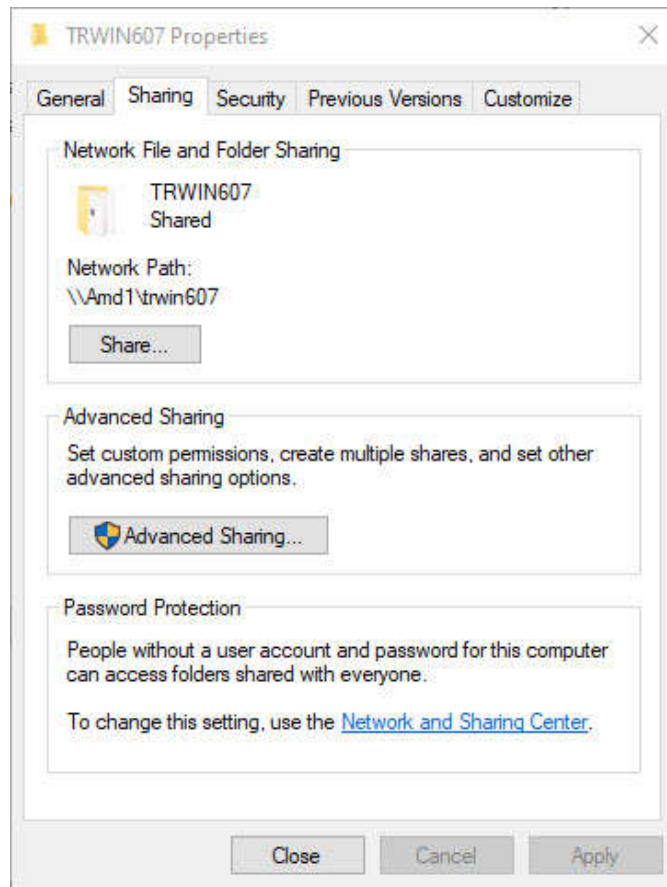 TRWIN607 Properties
General Sharing Security Previous Versions Customize
Network File and Folder Sharing
TRWIN607
Shared
Network Path:
\\Amd1\trwin607
Share...
Advanced Sharing
Set custom permissions, create multiple shares, and set other
advanced sharing options.
Advanced Sharing...
Password Protection
People without a user account and password for this computer
can access folders shared with everyone.
To change this setting, use the Network and Sharing Center.
Close Cancel Apply